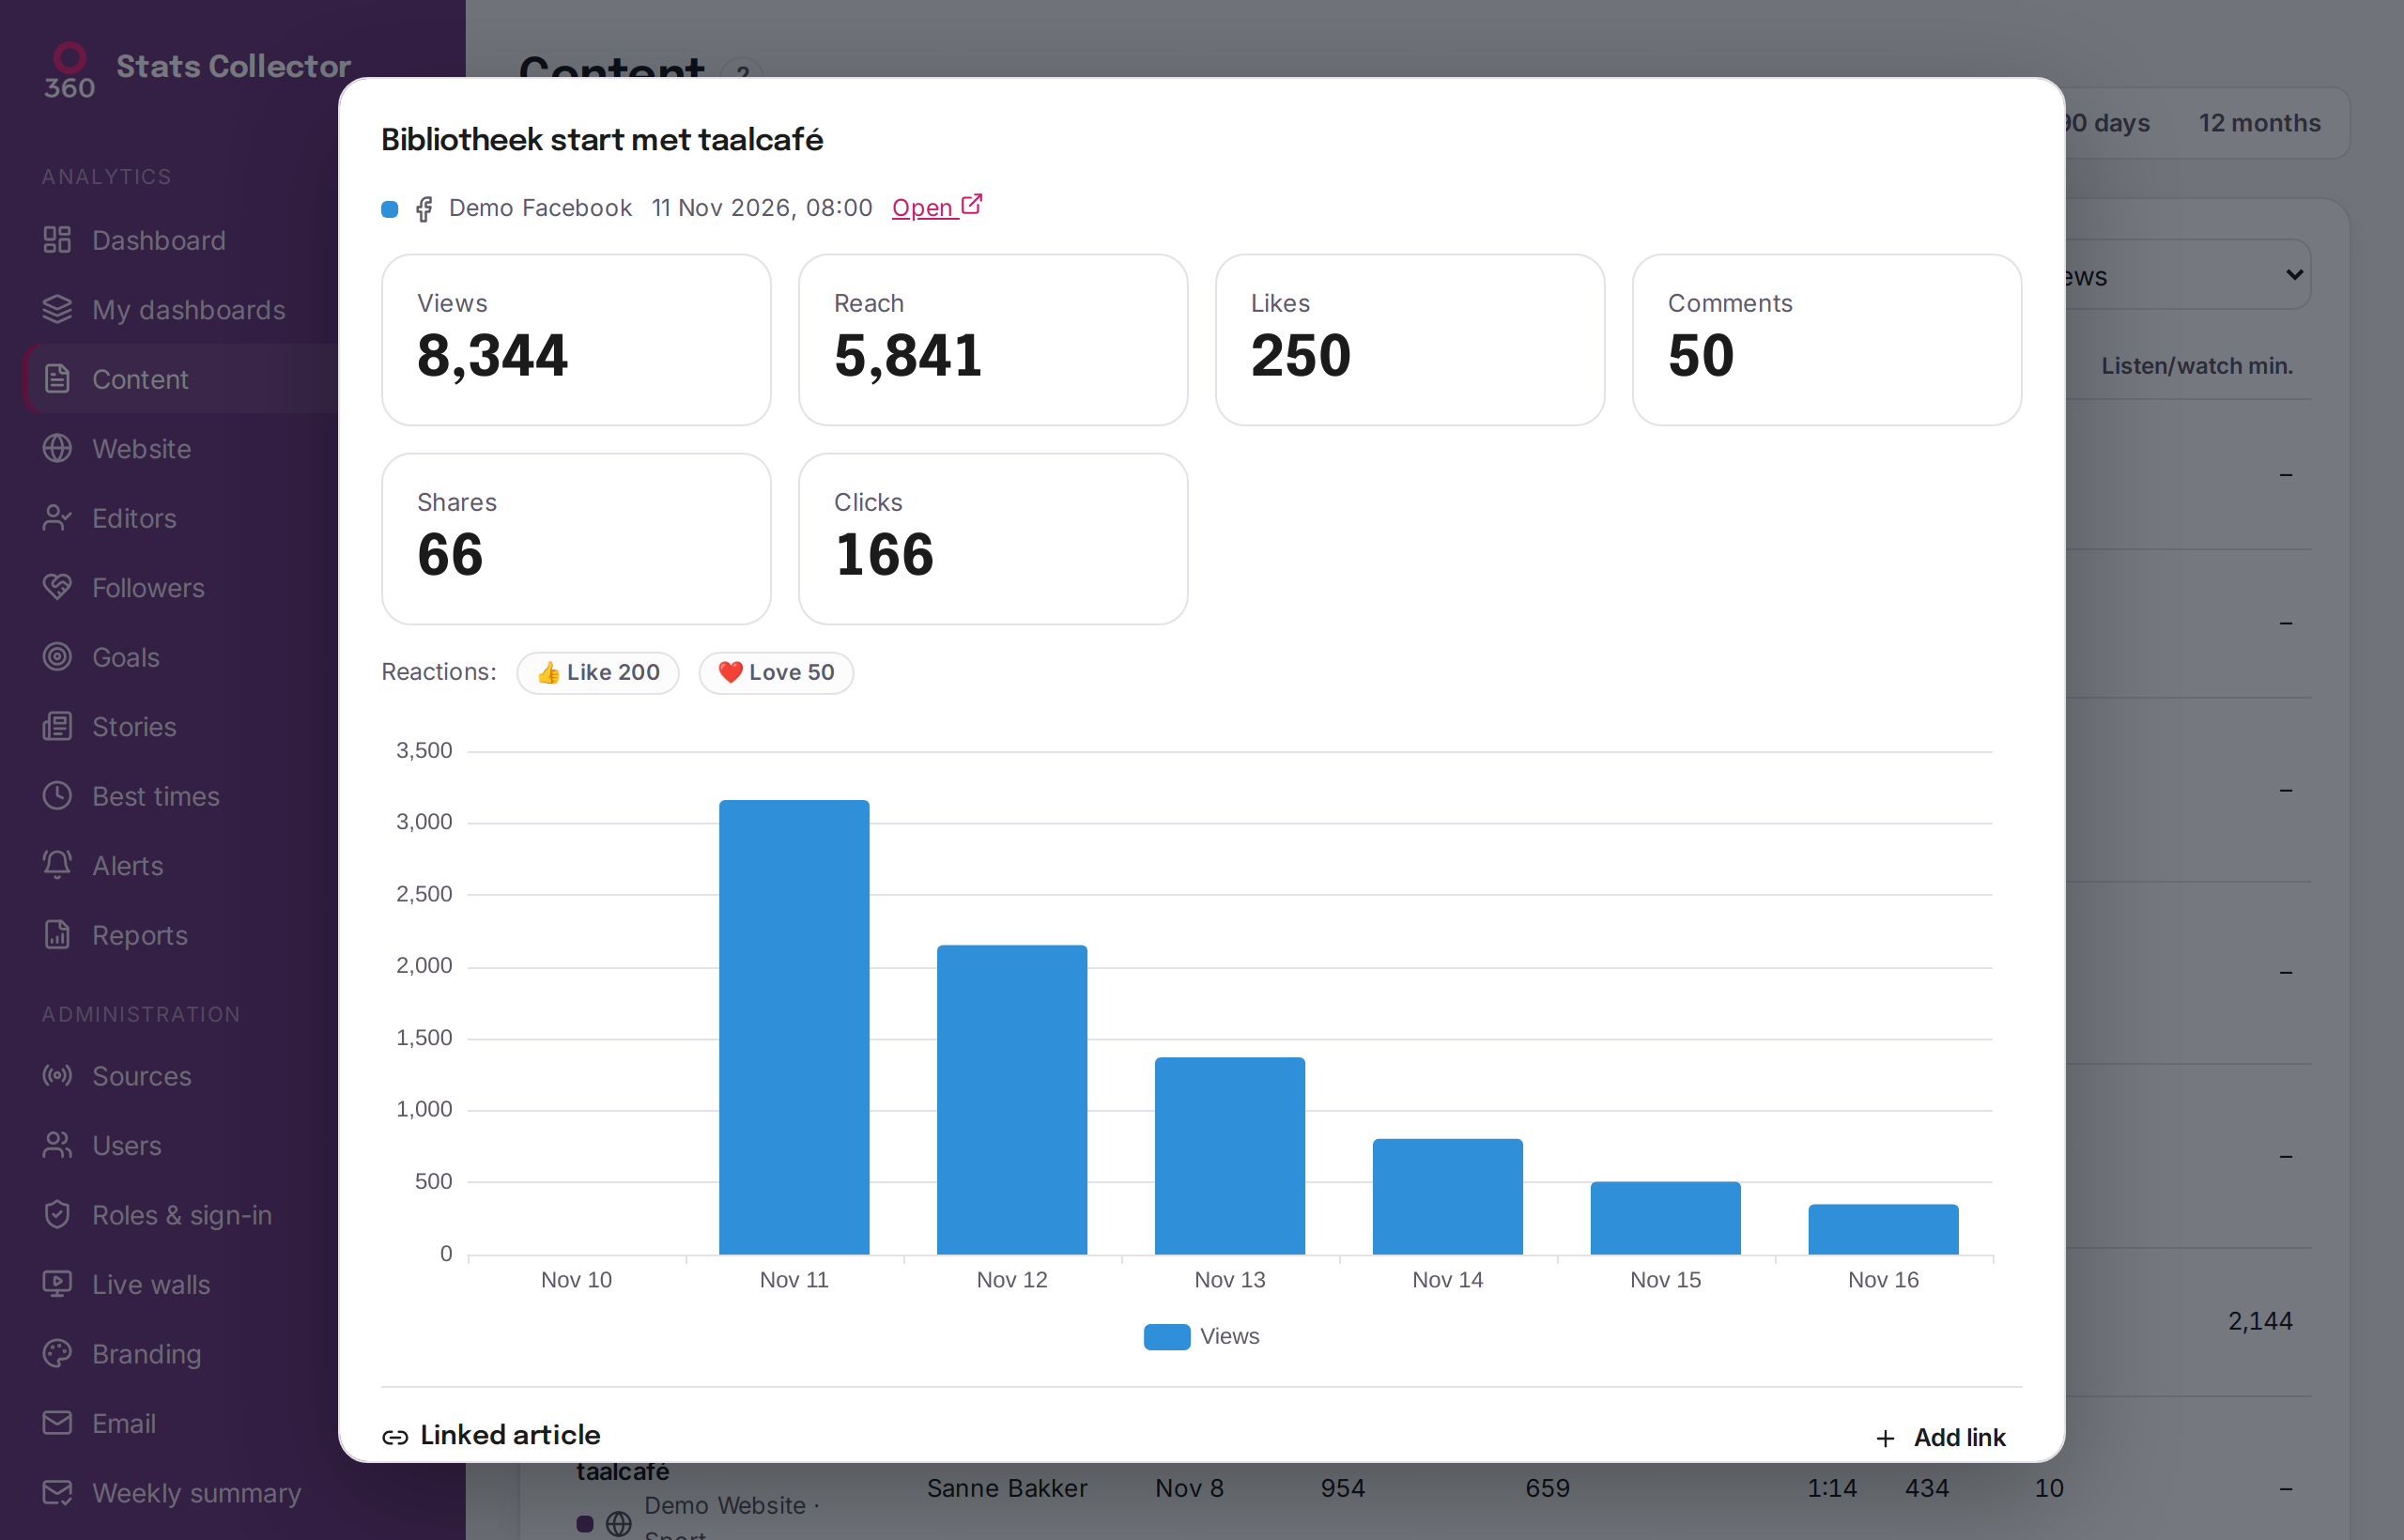 360
Stats Collector
ANALYTICS
Dashboard
My dashboards
Content
Website
Editors
Followers
Goals
Stories
Best times
Alerts
Reports
ADMINISTRATION
Sources
Users
Roles & sign-in
Live walls
Branding
Email
Weekly summary
Content 2
90 days 12 months
Listen/watch min.
–
–
–
–
–
2,144
Bibliotheek start met taalcafé
Demo Facebook 11 Nov 2026, 08:00 Open
Views
8,344
Reach
5,841
Likes
250
Comments
50
Shares
66
Clicks
166
Reactions: 👍 Like 200 ❤️ Love 50
3,500
3,000
2,500
2,000
1,500
1,000
500
0
Nov 10 Nov 11 Nov 12 Nov 13 Nov 14 Nov 15 Nov 16
Views
Linked article
+ Add link
taalcafé
Sanne Bakker Nov 8 954 659 1:14 434 10 –
Demo Website ·